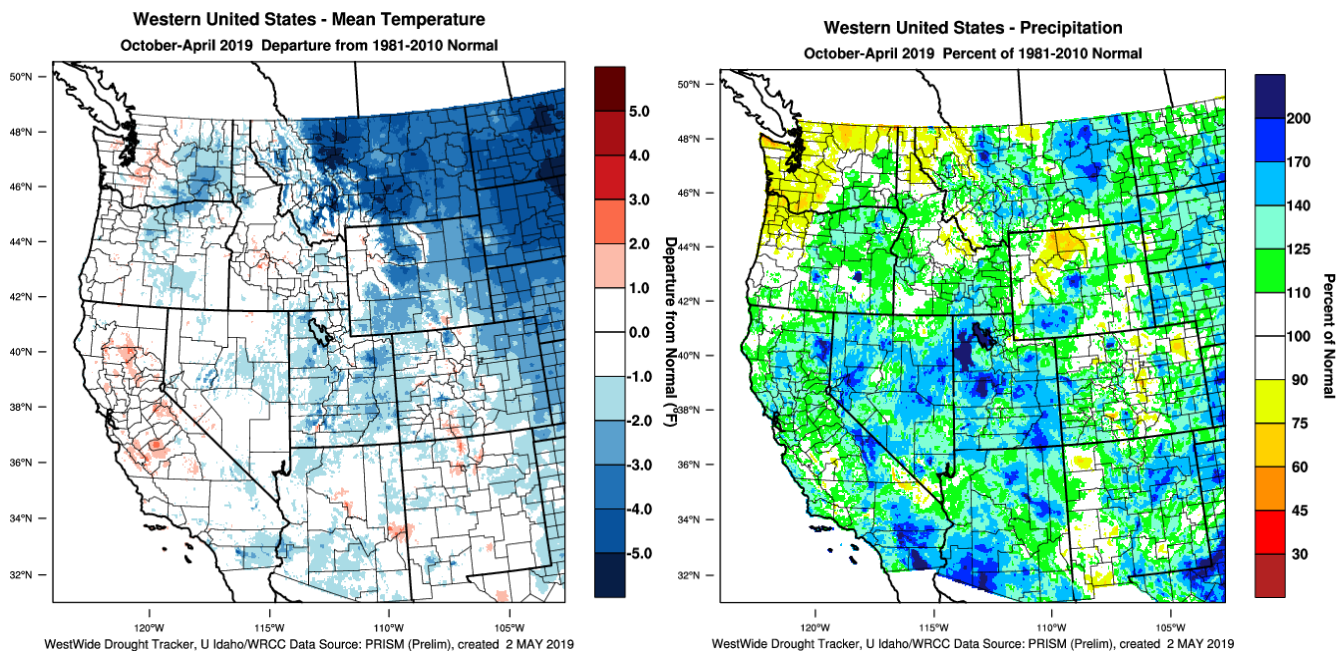 Western United States - Mean Temperature
October-April 2019 Departure from 1981-2010 Normal
50°N
48°N
46°N
44°N
42°N
40°N
38°N
36°N
34°N
32°N
120°W
115°W
110°W
105°W
5.0
4.0
3.0
2.0
1.0
0.0
-1.0
-2.0
-3.0
-4.0
-5.0
Departure from Normal (°F)
WestWide Drought Tracker, U Idaho/WRCC Data Source: PRISM (Prelim), created 2 MAY 2019
Western United States - Precipitation
October-April 2019 Percent of 1981-2010 Normal
50°N
48°N
46°N
44°N
42°N
40°N
38°N
36°N
34°N
32°N
120°W
115°W
110°W
105°W
200
170
140
125
110
100
90
75
60
45
30
Percent of Normal
WestWide Drought Tracker, U Idaho/WRCC Data Source: PRISM (Prelim), created 2 MAY 2019